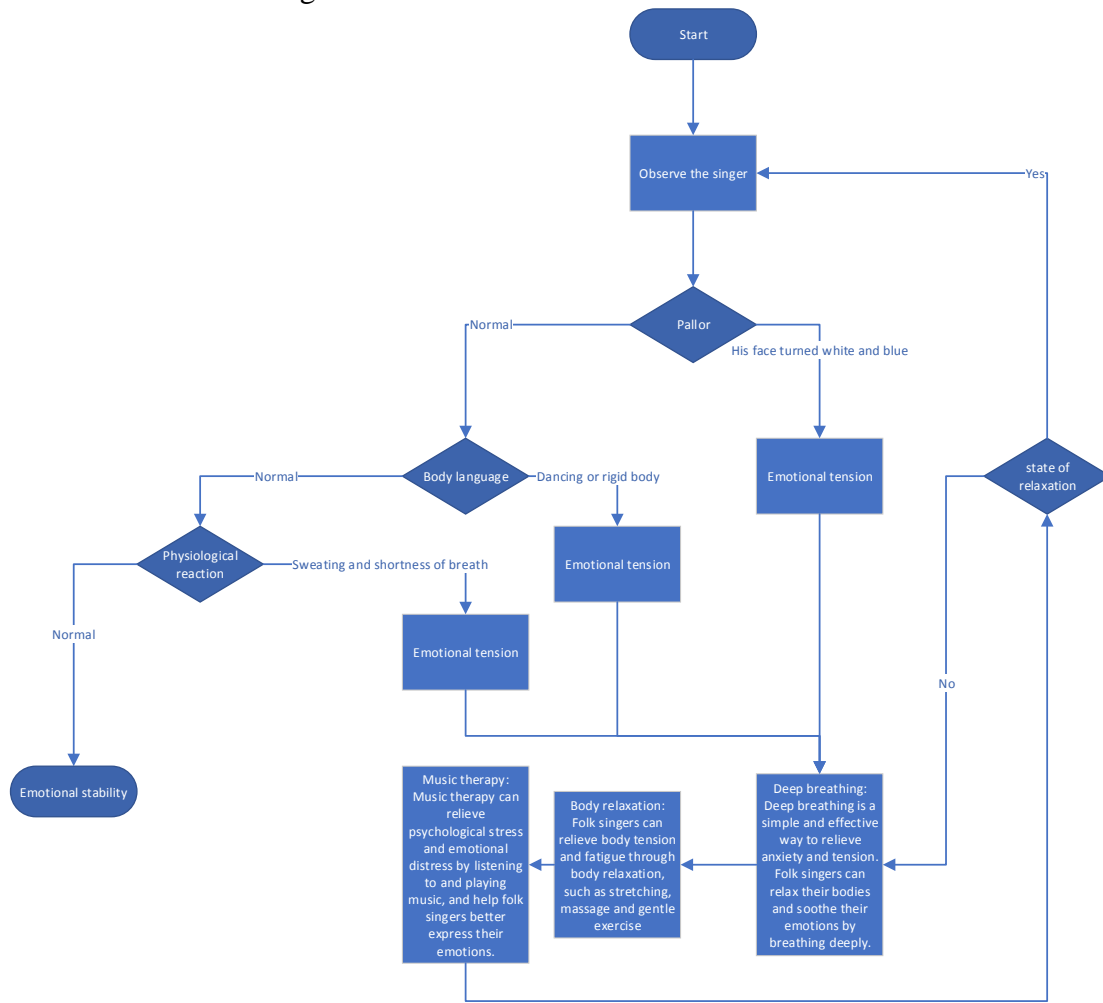 Start
Observe the singer
Yes
Pallor
Normal
His face turned white and blue
Body language
Normal
Dancing or rigid body
Emotional tension
state of
relaxation
Physiological
reaction
Sweating and shortness of breath
Emotional tension
Normal
Emotional tension
No
Emotional stability
Music therapy:
Music therapy can
relieve
psychological stress
and emotional
distress by listening
to and playing
music, and help folk
singers better
express their
emotions.
Body relaxation:
Folk singers can
relieve body tension
and fatigue through
body relaxation,
such as stretching,
massage and gentle
exercise
Deep breathing:
Deep breathing is a
simple and effective
way to relieve
anxiety and tension.
Folk singers can
relax their bodies
and soothe their
emotions by
breathing deeply.